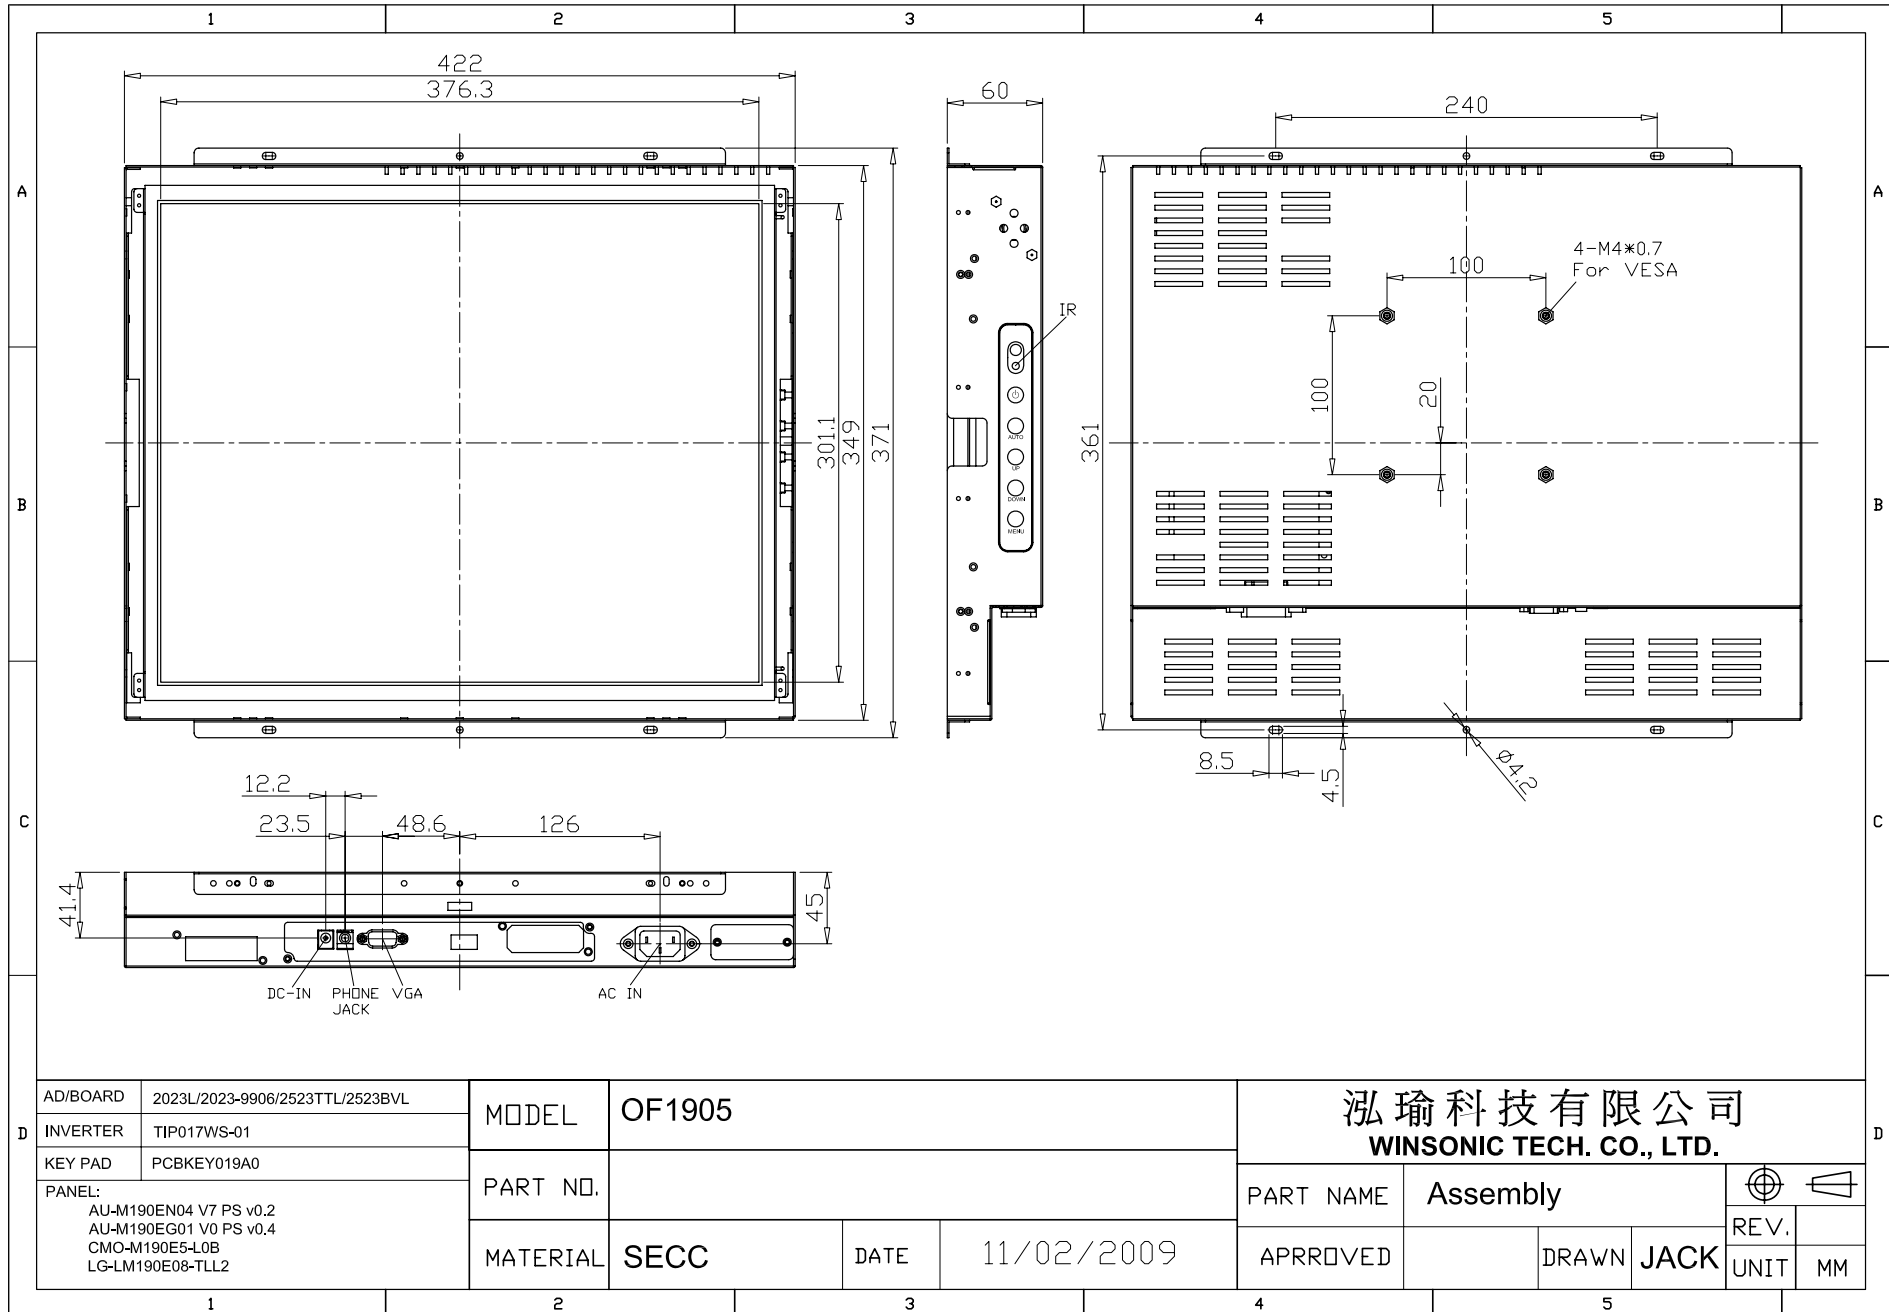 1 2 3 4 5
A A
B B
C C
D D
422
376.3
301.1
349
371
60
IR
AUTO
UP
DOWN
MENU
240
4-M4*0.7
For VESA
100
100
20
361
8.5
4.5
Ø4.2
12.2
23.5
48.6
126
41.4
45
DC-IN
PHONE
JACK
VGA
AC IN
AD/BOARD 2023L/2023-9906/2523TTL/2523BVL
INVERTER TIP017WS-01
KEY PAD PCBKEY019A0
PANEL:
AU-M190EN04 V7 PS v0.2
AU-M190EG01 V0 PS v0.4
CMO-M190E5-L0B
LG-LM190E08-TLL2
MODEL OF1905
PART NO.
MATERIAL SECC
DATE 11/02/2009
泓瑜科技有限公司
WINSONIC TECH. CO., LTD.
PART NAME Assembly
APRROVED
DRAWN JACK
REV.
UNIT MM
1 2 3 4 5